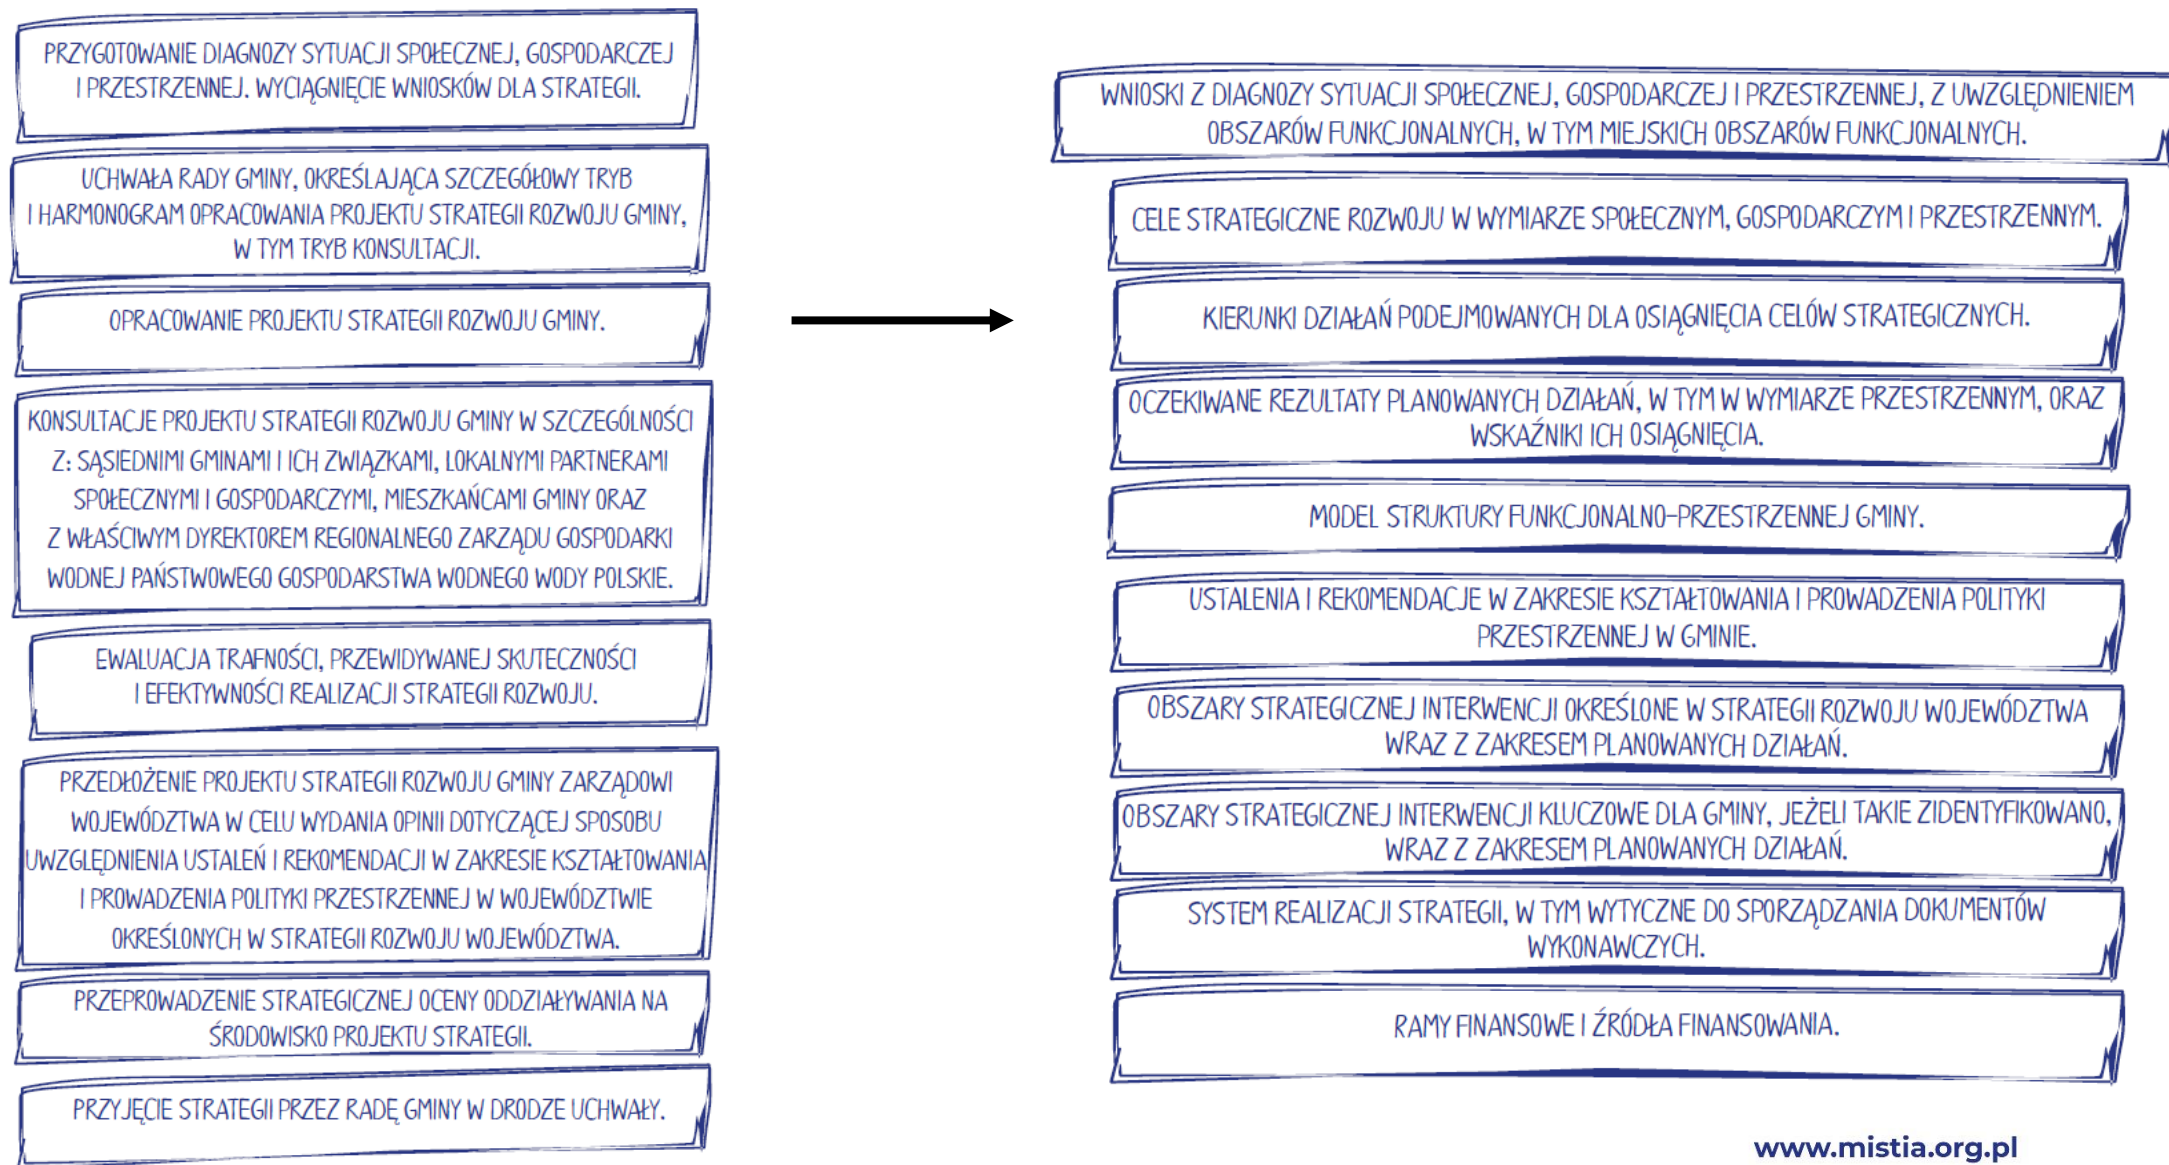 PRZYGOTOWANIE DIAGNOZY SYTUACJI SPOŁECZNEJ, GOSPODARCZEJ
I PRZESTRZENNEJ. WYCIĄGNIĘCIE WNIOSKÓW DLA STRATEGII.
UCHWAŁA RADY GMINY, OKREŚLAJĄCA SZCZEGÓŁOWY TRYB
I HARMONOGRAM OPRACOWANIA PROJEKTU STRATEGII ROZWOJU GMINY,
W TYM TRYB KONSULTACJI.
OPRACOWANIE PROJEKTU STRATEGII ROZWOJU GMINY.
KONSULTACJE PROJEKTU STRATEGII ROZWOJU GMINY W SZCZEGÓLNOŚCI
Z: SĄSIEDNIMI GMINAMI I ICH ZWIĄZKAMI, LOKALNYMI PARTNERAMI
SPOŁECZNYMI I GOSPODARCZYMI, MIESZKAŃCAMI GMINY ORAZ
Z WŁAŚCIWYM DYREKTOREM REGIONALNEGO ZARZĄDU GOSPODARKI
WODNEJ PAŃSTWOWEGO GOSPODARSTWA WODNEGO WODY POLSKIE.
EWALUACJA TRAFNOŚCI, PRZEWIDYWANEJ SKUTECZNOŚCI
I EFEKTYWNOŚCI REALIZACJI STRATEGII ROZWOJU.
PRZEDŁOŻENIE PROJEKTU STRATEGII ROZWOJU GMINY ZARZĄDOWI
WOJEWÓDZTWA W CELU WYDANIA OPINII DOTYCZĄCEJ SPOSOBU
UWZGLĘDNIENIA USTALEŃ I REKOMENDACJI W ZAKRESIE KSZTAŁTOWANIA
I PROWADZENIA POLITYKI PRZESTRZENNEJ W WOJEWÓDZTWIE
OKREŚLONYCH W STRATEGII ROZWOJU WOJEWÓDZTWA.
PRZEPROWADZENIE STRATEGICZNEJ OCENY ODDZIAŁYWANIA NA
ŚRODOWISKO PROJEKTU STRATEGII.
PRZYJĘCIE STRATEGII PRZEZ RADĘ GMINY W DRODZE UCHWAŁY.
WNIOSKI Z DIAGNOZY SYTUACJI SPOŁECZNEJ, GOSPODARCZEJ I PRZESTRZENNEJ, Z UWZGLĘDNIENIEM
OBSZARÓW FUNKCJONALNYCH, W TYM MIEJSKICH OBSZARÓW FUNKCJONALNYCH.
CELE STRATEGICZNE ROZWOJU W WYMIARZE SPOŁECZNYM, GOSPODARCZYM I PRZESTRZENNYM.
KIERUNKI DZIAŁAŃ PODEJMOWANYCH DLA OSIĄGNIĘCIA CELÓW STRATEGICZNYCH.
OCZEKIWANE REZULTATY PLANOWANYCH DZIAŁAŃ, W TYM W WYMIARZE PRZESTRZENNYM, ORAZ
WSKAŹNIKI ICH OSIĄGNIĘCIA.
MODEL STRUKTURY FUNKCJONALNO-PRZESTRZENNEJ GMINY.
USTALENIA I REKOMENDACJE W ZAKRESIE KSZTAŁTOWANIA I PROWADZENIA POLITYKI
PRZESTRZENNEJ W GMINIE.
OBSZARY STRATEGICZNEJ INTERWENCJI OKREŚLONE W STRATEGII ROZWOJU WOJEWÓDZTWA
WRAZ Z ZAKRESEM PLANOWANYCH DZIAŁAŃ.
OBSZARY STRATEGICZNEJ INTERWENCJI KLUCZOWE DLA GMINY, JEŻELI TAKIE ZIDENTYFIKOWANO,
WRAZ Z ZAKRESEM PLANOWANYCH DZIAŁAŃ.
SYSTEM REALIZACJI STRATEGII, W TYM WYTYCZNE DO SPORZĄDZANIA DOKUMENTÓW
WYKONAWCZYCH.
RAMY FINANSOWE I ŹRÓDŁA FINANSOWANIA.
www.mistia.org.pl